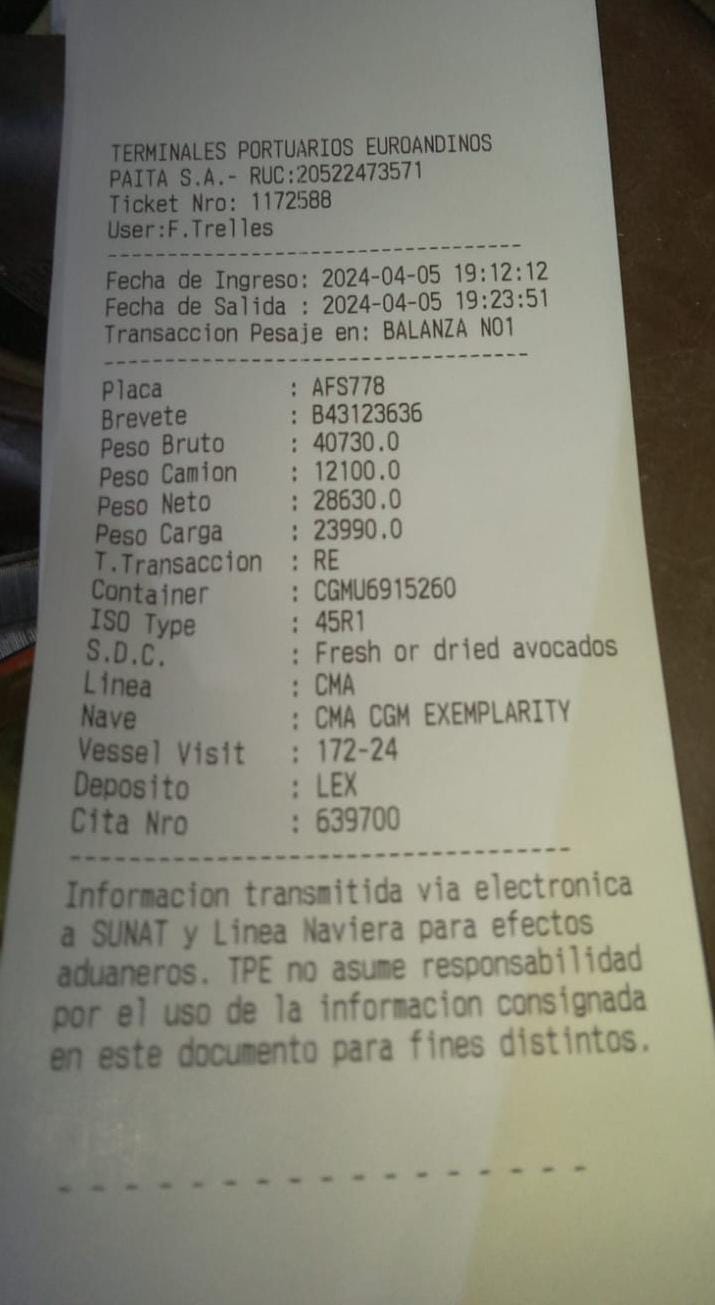 TERMINALES PORTUARIOS EUROANDINOS
PAITA S.A.- RUC:20522473571
Ticket Nro: 1172588
User:F.Trelles
---------------------------------
Fecha de Ingreso: 2024-04-05 19:12:12
Fecha de Salida : 2024-04-05 19:23:51
Transaccion Pesaje en: BALANZA NO1
---------------------------------
Placa : AFS778
Brevete : B43123636
Peso Bruto : 40730.0
Peso Camion : 12100.0
Peso Neto : 28630.0
Peso Carga : 23990.0
T.Transaccion : RE
Container : CGMU6915260
ISO Type : 45R1
S.D.C. : Fresh or dried avocados
Linea : CMA
Nave : CMA CGM EXEMPLARITY
Vessel Visit : 172-24
Deposito : LEX
Cita Nro : 639700
---------------------------------
Informacion transmitida via electronica
a SUNAT y Linea Naviera para efectos
aduaneros. TPE no asume responsabilidad
por el uso de la informacion consignada
en este documento para fines distintos.
- - - - - - - - - - - - - - - - -